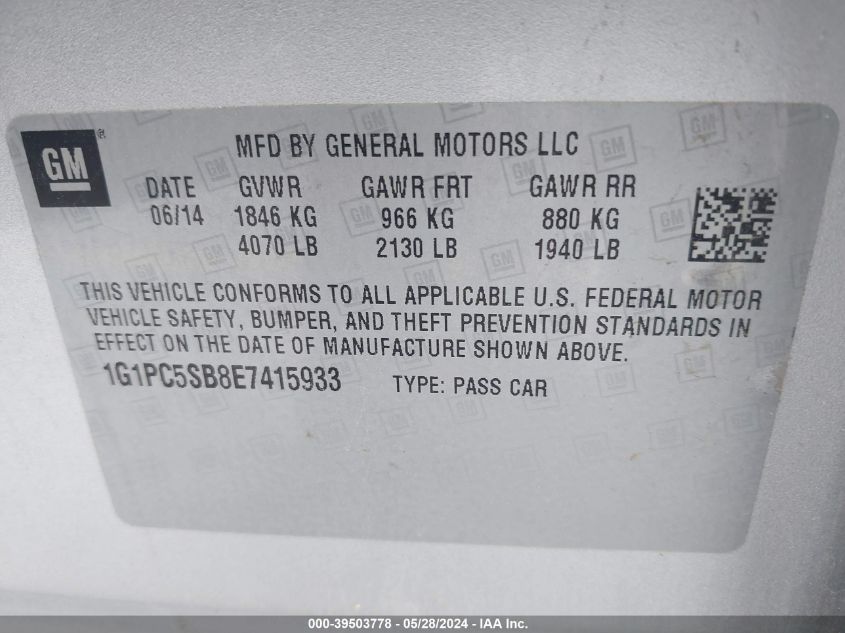 GM ®
MFD BY GENERAL MOTORS LLC
DATE GVWR GAWR FRT GAWR RR
06/14 1846 KG 966 KG 880 KG
4070 LB 2130 LB 1940 LB
THIS VEHICLE CONFORMS TO ALL APPLICABLE U.S. FEDERAL MOTOR
VEHICLE SAFETY, BUMPER, AND THEFT PREVENTION STANDARDS IN
EFFECT ON THE DATE OF MANUFACTURE SHOWN ABOVE.
1G1PC5SB8E7415933 TYPE: PASS CAR
000-39503778 - 05/28/2024 - IAA Inc.